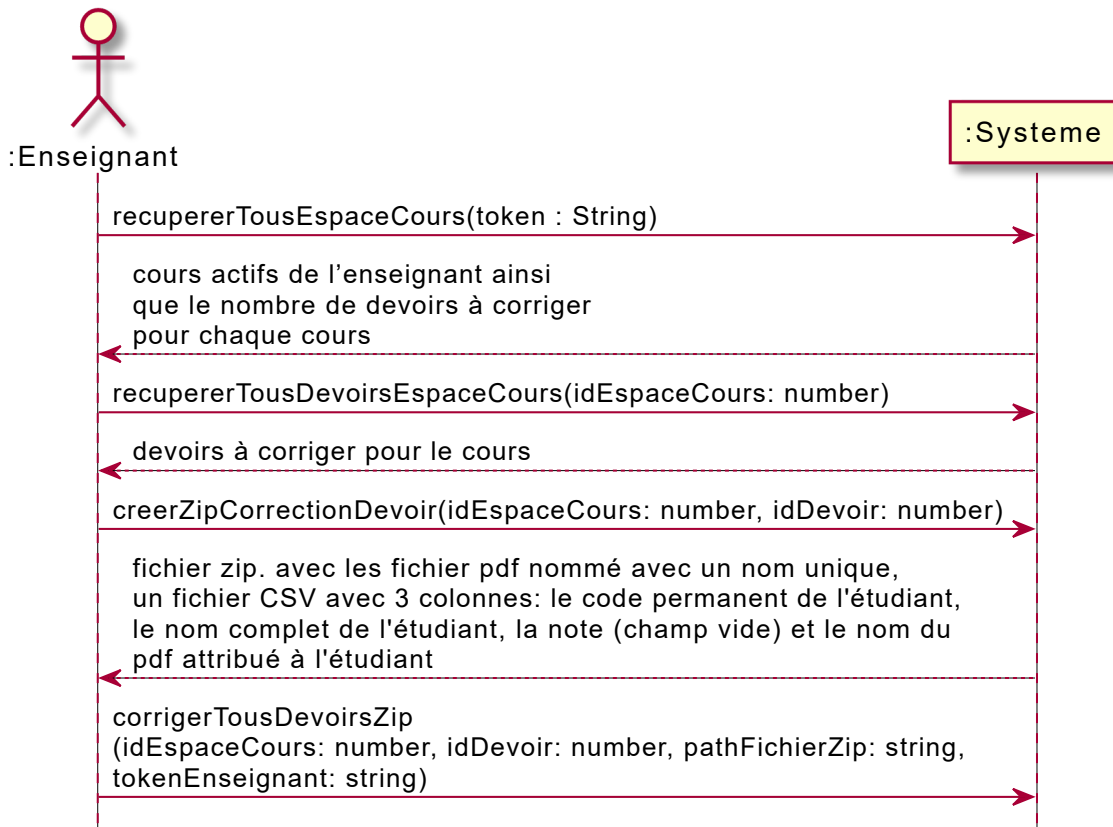 :Enseignant
:Systeme
recupererTousEspaceCours(token : String)
cours actifs de l’enseignant ainsi
que le nombre de devoirs à corriger
pour chaque cours
recupererTousDevoirsEspaceCours(idEspaceCours: number)
devoirs à corriger pour le cours
creerZipCorrectionDevoir(idEspaceCours: number, idDevoir: number)
fichier zip. avec les fichier pdf nommé avec un nom unique,
un fichier CSV avec 3 colonnes: le code permanent de l'étudiant,
le nom complet de l'étudiant, la note (champ vide) et le nom du
pdf attribué à l'étudiant
corrigerTousDevoirsZip
(idEspaceCours: number, idDevoir: number, pathFichierZip: string,
tokenEnseignant: string)